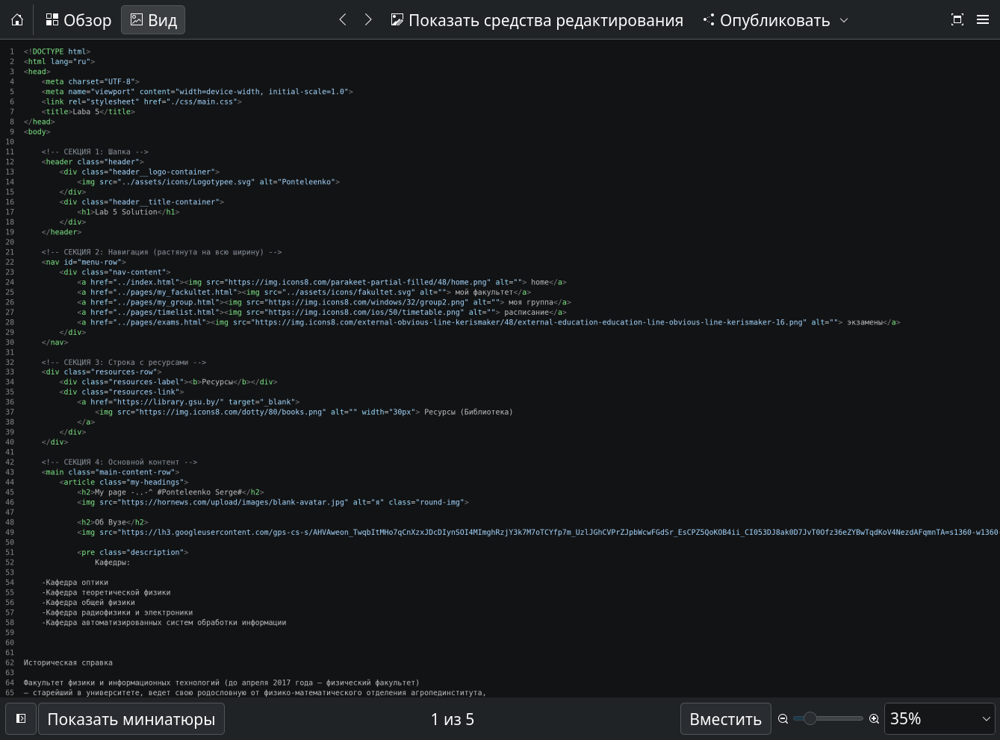 Обзор Вид Показать средства редактирования Опубликовать
1 <!DOCTYPE html>
2 <html lang="ru">
3 <head>
4 <meta charset="UTF-8">
5 <meta name="viewport" content="width=device-width, initial-scale=1.0">
6 <link rel="stylesheet" href="./css/main.css">
7 <title>Laba 5</title>
8 </head>
9 <body>
10
11 <!-- СЕКЦИЯ 1: Шапка -->
12 <header class="header">
13 <div class="header__logo-container">
14 <img src="../assets/icons/Logotypee.svg" alt="Ponteleenko">
15 </div>
16 <div class="header__title-container">
17 <h1>Lab 5 Solution</h1>
18 </div>
19 </header>
20
21 <!-- СЕКЦИЯ 2: Навигация (растянута на всю ширину) -->
22 <nav id="menu-row">
23 <div class="nav-content">
24 <a href="../index.html"><img src="https://img.icons8.com/parakeet-partial-filled/48/home.png" alt=""> home</a>
25 <a href="../pages/my_fackultet.html"><img src="../assets/icons/fakultet.svg" alt=""> мой факультет</a>
26 <a href="../pages/my_group.html"><img src="https://img.icons8.com/windows/32/group2.png" alt=""> моя группа</a>
27 <a href="../pages/timelist.html"><img src="https://img.icons8.com/ios/50/timetable.png" alt=""> расписание</a>
28 <a href="../pages/exams.html"><img src="https://img.icons8.com/external-obvious-line-kerismaker/48/external-education-education-line-obvious-line-kerismaker-16.png" alt=""> экзамены</a>
29 </div>
30 </nav>
31
32 <!-- СЕКЦИЯ 3: Строка с ресурсами -->
33 <div class="resources-row">
34 <div class="resources-label"><b>Ресурсы</b></div>
35 <div class="resources-link">
36 <a href="https://library.gsu.by/" target="_blank">
37 <img src="https://img.icons8.com/dotty/80/books.png" alt="" width="30px"> Ресурсы (Библиотека)
38 </a>
39 </div>
40 </div>
41
42 <!-- СЕКЦИЯ 4: Основной контент -->
43 <main class="main-content-row">
44 <article class="my-headings">
45 <h2>My page -..-^ #Ponteleenko Serge#</h2>
46 <img src="https://hornews.com/upload/images/blank-avatar.jpg" alt="я" class="round-img">
47
48 <h2>Об Вузе</h2>
49 <img src="https://lh3.googleusercontent.com/gps-cs-s/AHVAweon_TwqbItMHo7qCnXzxJDcDIynSOI4MImghRzjY3k7M7oTCYfp7m_UzlJGhCVPrZJpbWcwFGdSr_EsCPZ5QoKOB4ii_CI053DJ8ak0D7JvT0Ofz36eZYBwTqdKoV4NezdAFqmnTA=s1360-w1360-
50
51 <pre class="description">
52 Кафедры:
53
54 -Кафедра оптики
55 -Кафедра теоретической физики
56 -Кафедра общей физики
57 -Кафедра радиофизики и электроники
58 -Кафедра автоматизированных систем обработки информации
59
60
61
62 Историческая справка
63
64 Факультет физики и информационных технологий (до апреля 2017 года – физический факультет)
65 – старейший в университете, ведет свою родословную от физико-математического отделения агропединститута,
Показать миниатюры 1 из 5 Вместить 35%